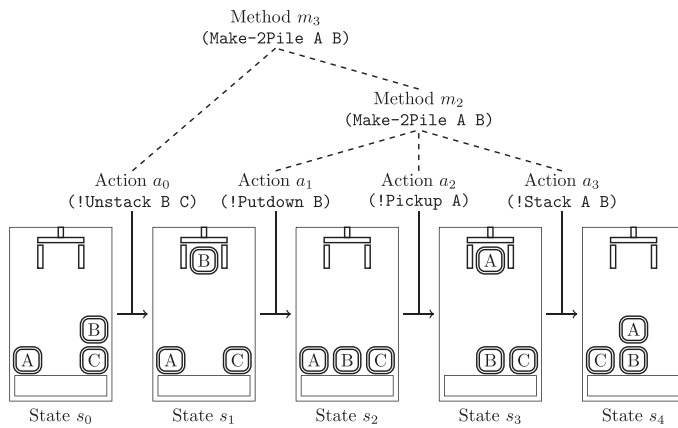 Method m₃
(Make-2Pile A B)
Method m₂
(Make-2Pile A B)
Action a₀
(!Unstack B C)
Action a₁
(!Putdown B)
Action a₂
(!Pickup A)
Action a₃
(!Stack A B)
B
A
B
A
A
C
A
C
A
B
C
B
C
C
B
State s₀
State s₁
State s₂
State s₃
State s₄